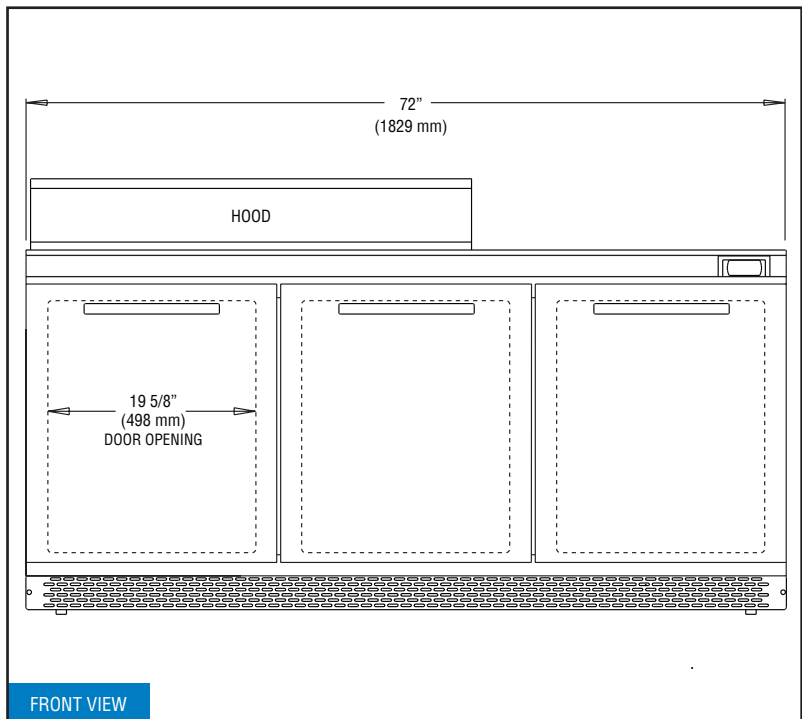 72”
(1829 mm)
HOOD
19 5/8”
(498 mm)
DOOR OPENING
FRONT VIEW